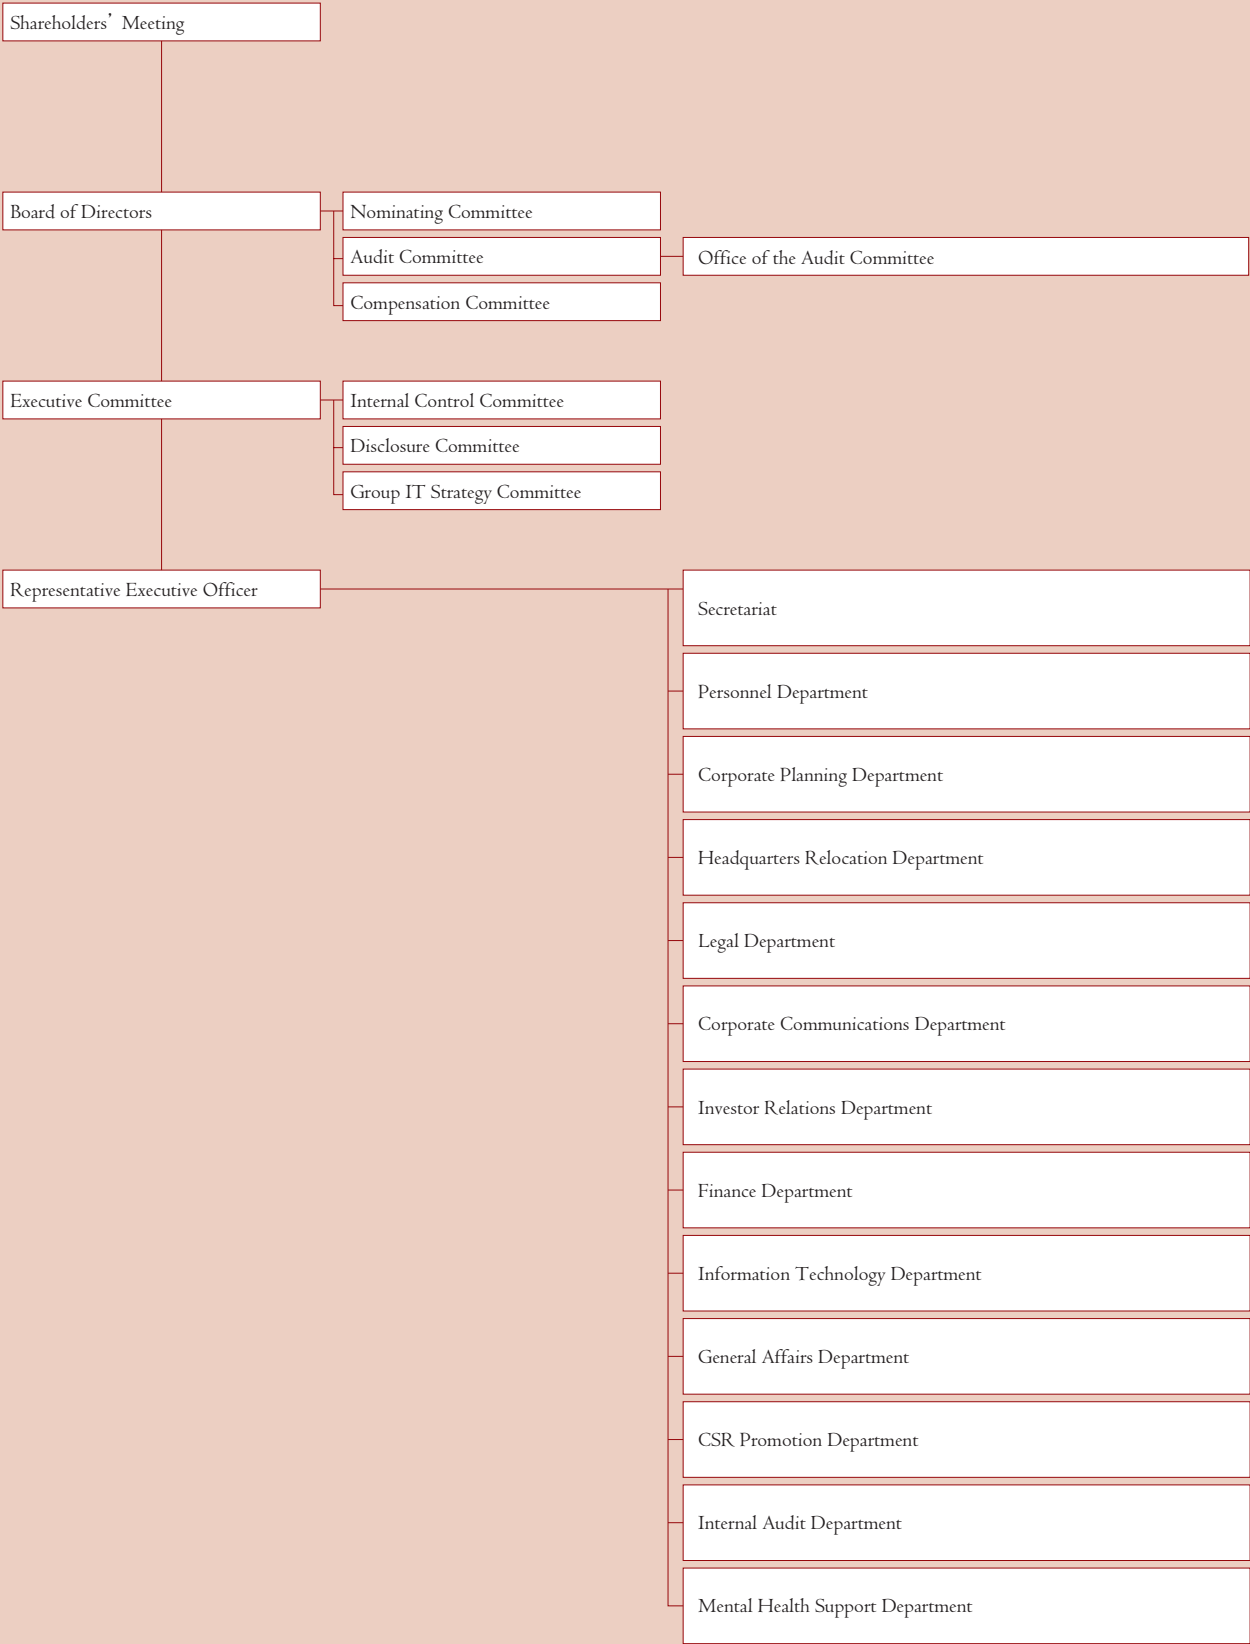 Shareholders’ Meeting
Board of Directors
Nominating Committee
Audit Committee
Office of the Audit Committee
Compensation Committee
Executive Committee
Internal Control Committee
Disclosure Committee
Group IT Strategy Committee
Representative Executive Officer
Secretariat
Personnel Department
Corporate Planning Department
Headquarters Relocation Department
Legal Department
Corporate Communications Department
Investor Relations Department
Finance Department
Information Technology Department
General Affairs Department
CSR Promotion Department
Internal Audit Department
Mental Health Support Department